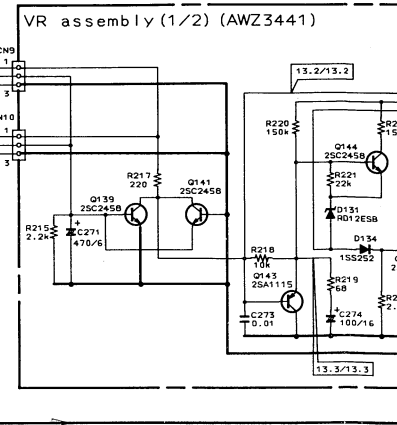 VR assembly (1/2) (AWZ3441)
CN9
1
3
13.2/13.2
N10
1
3
R217
220
Q141
2SC2458
Q139
2SC2458
R215
2.2k
+
C271
470/6
R220
150k
Q144
2SC2458
R221
22k
D131
RD12ESB
D134
1SS252
R218
10k
Q143
2SA1115
R219
68
C273
0.01
+
C274
100/16
13.3/13.3